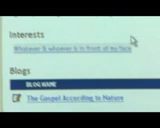 Interests
Whatever & whoever is in front of my face
Blogs
BLOG NAME
The Gospel According to Nature